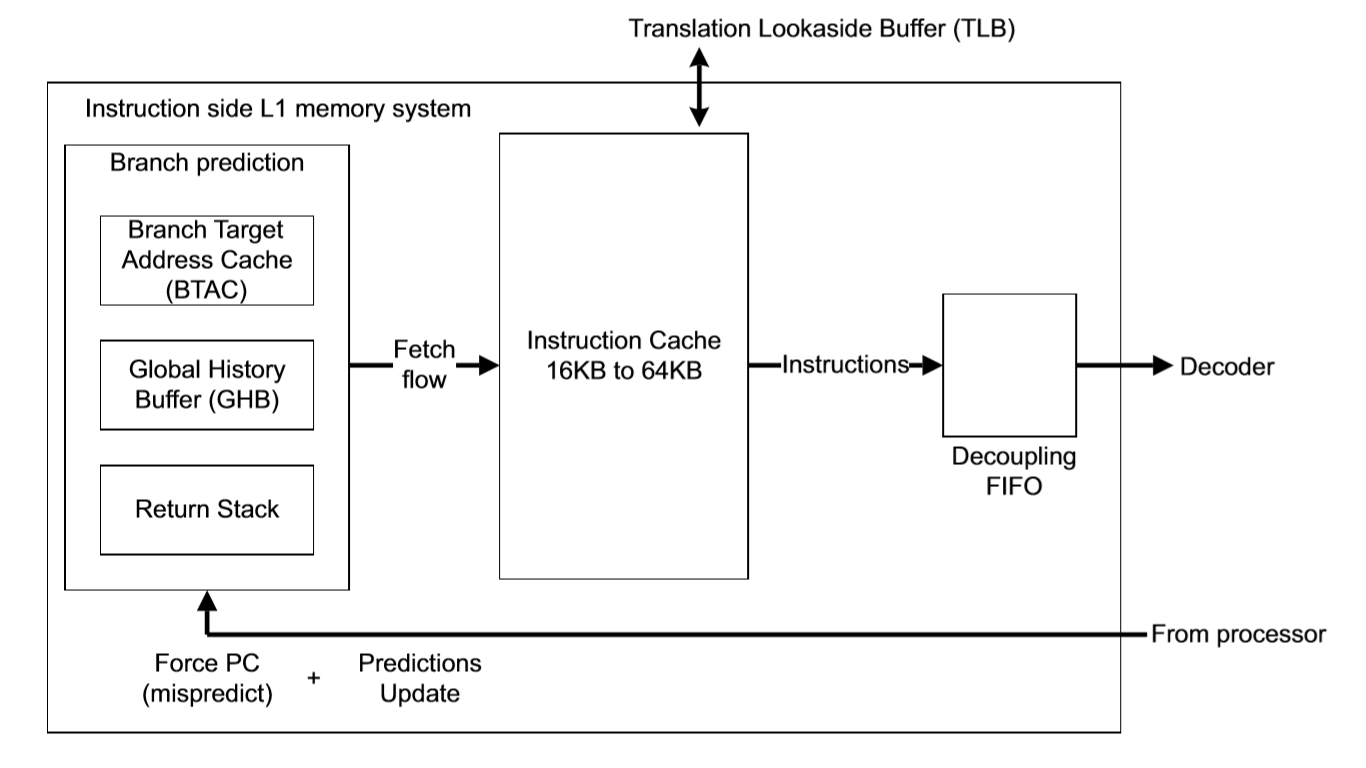 Translation Lookaside Buffer (TLB)
Instruction side L1 memory system
Branch prediction
Branch Target
Address Cache
(BTAC)
Global History
Buffer (GHB)
Return Stack
Fetch
flow
Instruction Cache
16KB to 64KB
Instructions
Decoupling
FIFO
Decoder
From processor
Force PC
(mispredict)
+
Predictions
Update